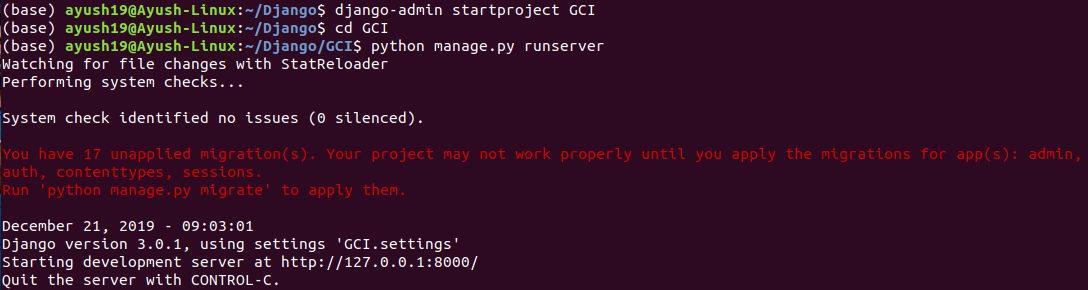 (base) ayush19@Ayush-Linux:~/Django$ django-admin startproject GCI
(base) ayush19@Ayush-Linux:~/Django$ cd GCI
(base) ayush19@Ayush-Linux:~/Django/GCI$ python manage.py runserver
Watching for file changes with StatReloader
Performing system checks...
System check identified no issues (0 silenced).
You have 17 unapplied migration(s). Your project may not work properly until you apply the migrations for app(s): admin,
auth, contenttypes, sessions.
Run 'python manage.py migrate' to apply them.
December 21, 2019 - 09:03:01
Django version 3.0.1, using settings 'GCI.settings'
Starting development server at http://127.0.0.1:8000/
Quit the server with CONTROL-C.